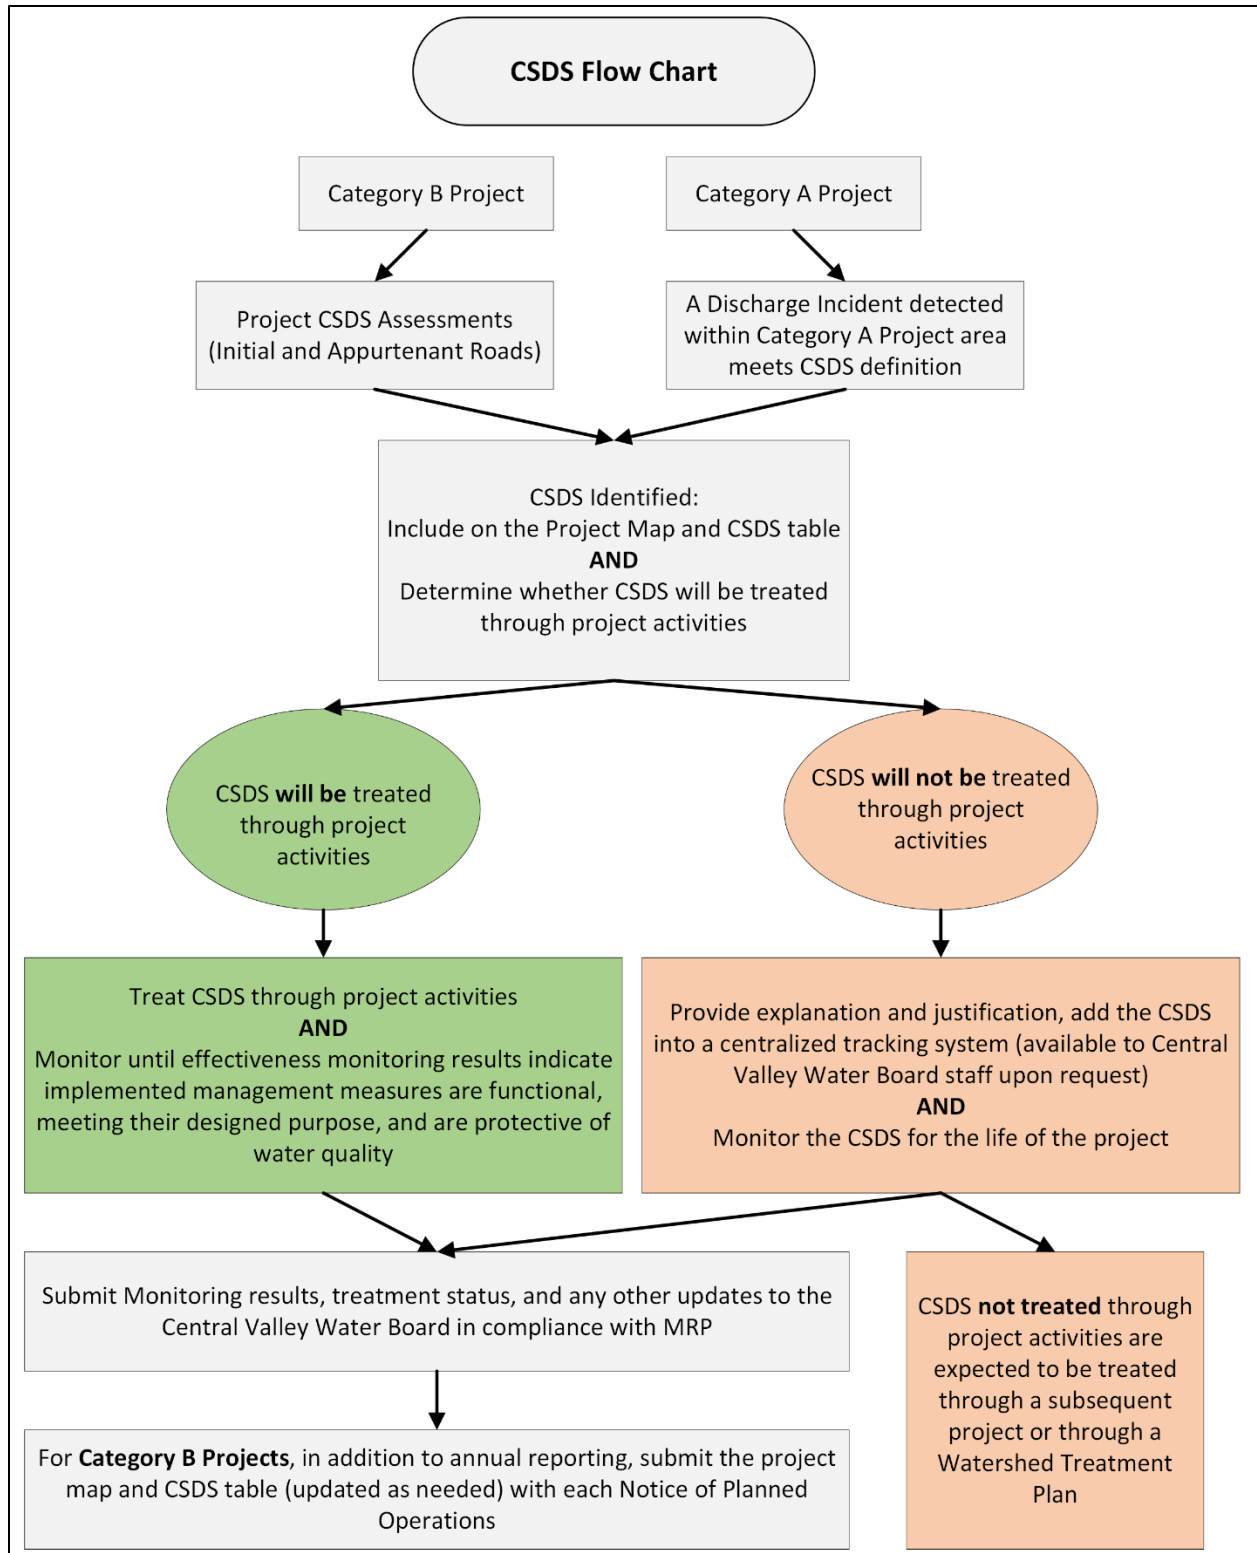 CSDS Flow Chart
Category B Project
Category A Project
Project CSDS Assessments
(Initial and Appurtenant Roads)
A Discharge Incident detected
within Category A Project area
meets CSDS definition
CSDS Identified:
Include on the Project Map and CSDS table
AND
Determine whether CSDS will be treated
through project activities
CSDS will be treated
through project
activities
CSDS will not be treated
through project
activities
Treat CSDS through project activities
AND
Monitor until effectiveness monitoring results indicate
implemented management measures are functional,
meeting their designed purpose, and are protective of
water quality
Provide explanation and justification, add the CSDS
into a centralized tracking system (available to Central
Valley Water Board staff upon request)
AND
Monitor the CSDS for the life of the project
Submit Monitoring results, treatment status, and any other updates to the
Central Valley Water Board in compliance with MRP
CSDS not treated through
project activities are
expected to be treated
through a subsequent
project or through a
Watershed Treatment
Plan
For Category B Projects, in addition to annual reporting, submit the project
map and CSDS table (updated as needed) with each Notice of Planned
Operations